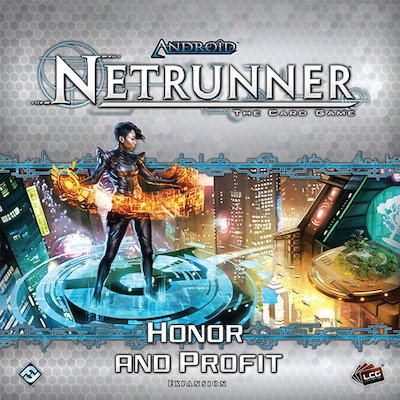 ANDROID
NETRUNNER
THE CARD GAME
HONOR
AND PROFIT
EXPANSION
LCG